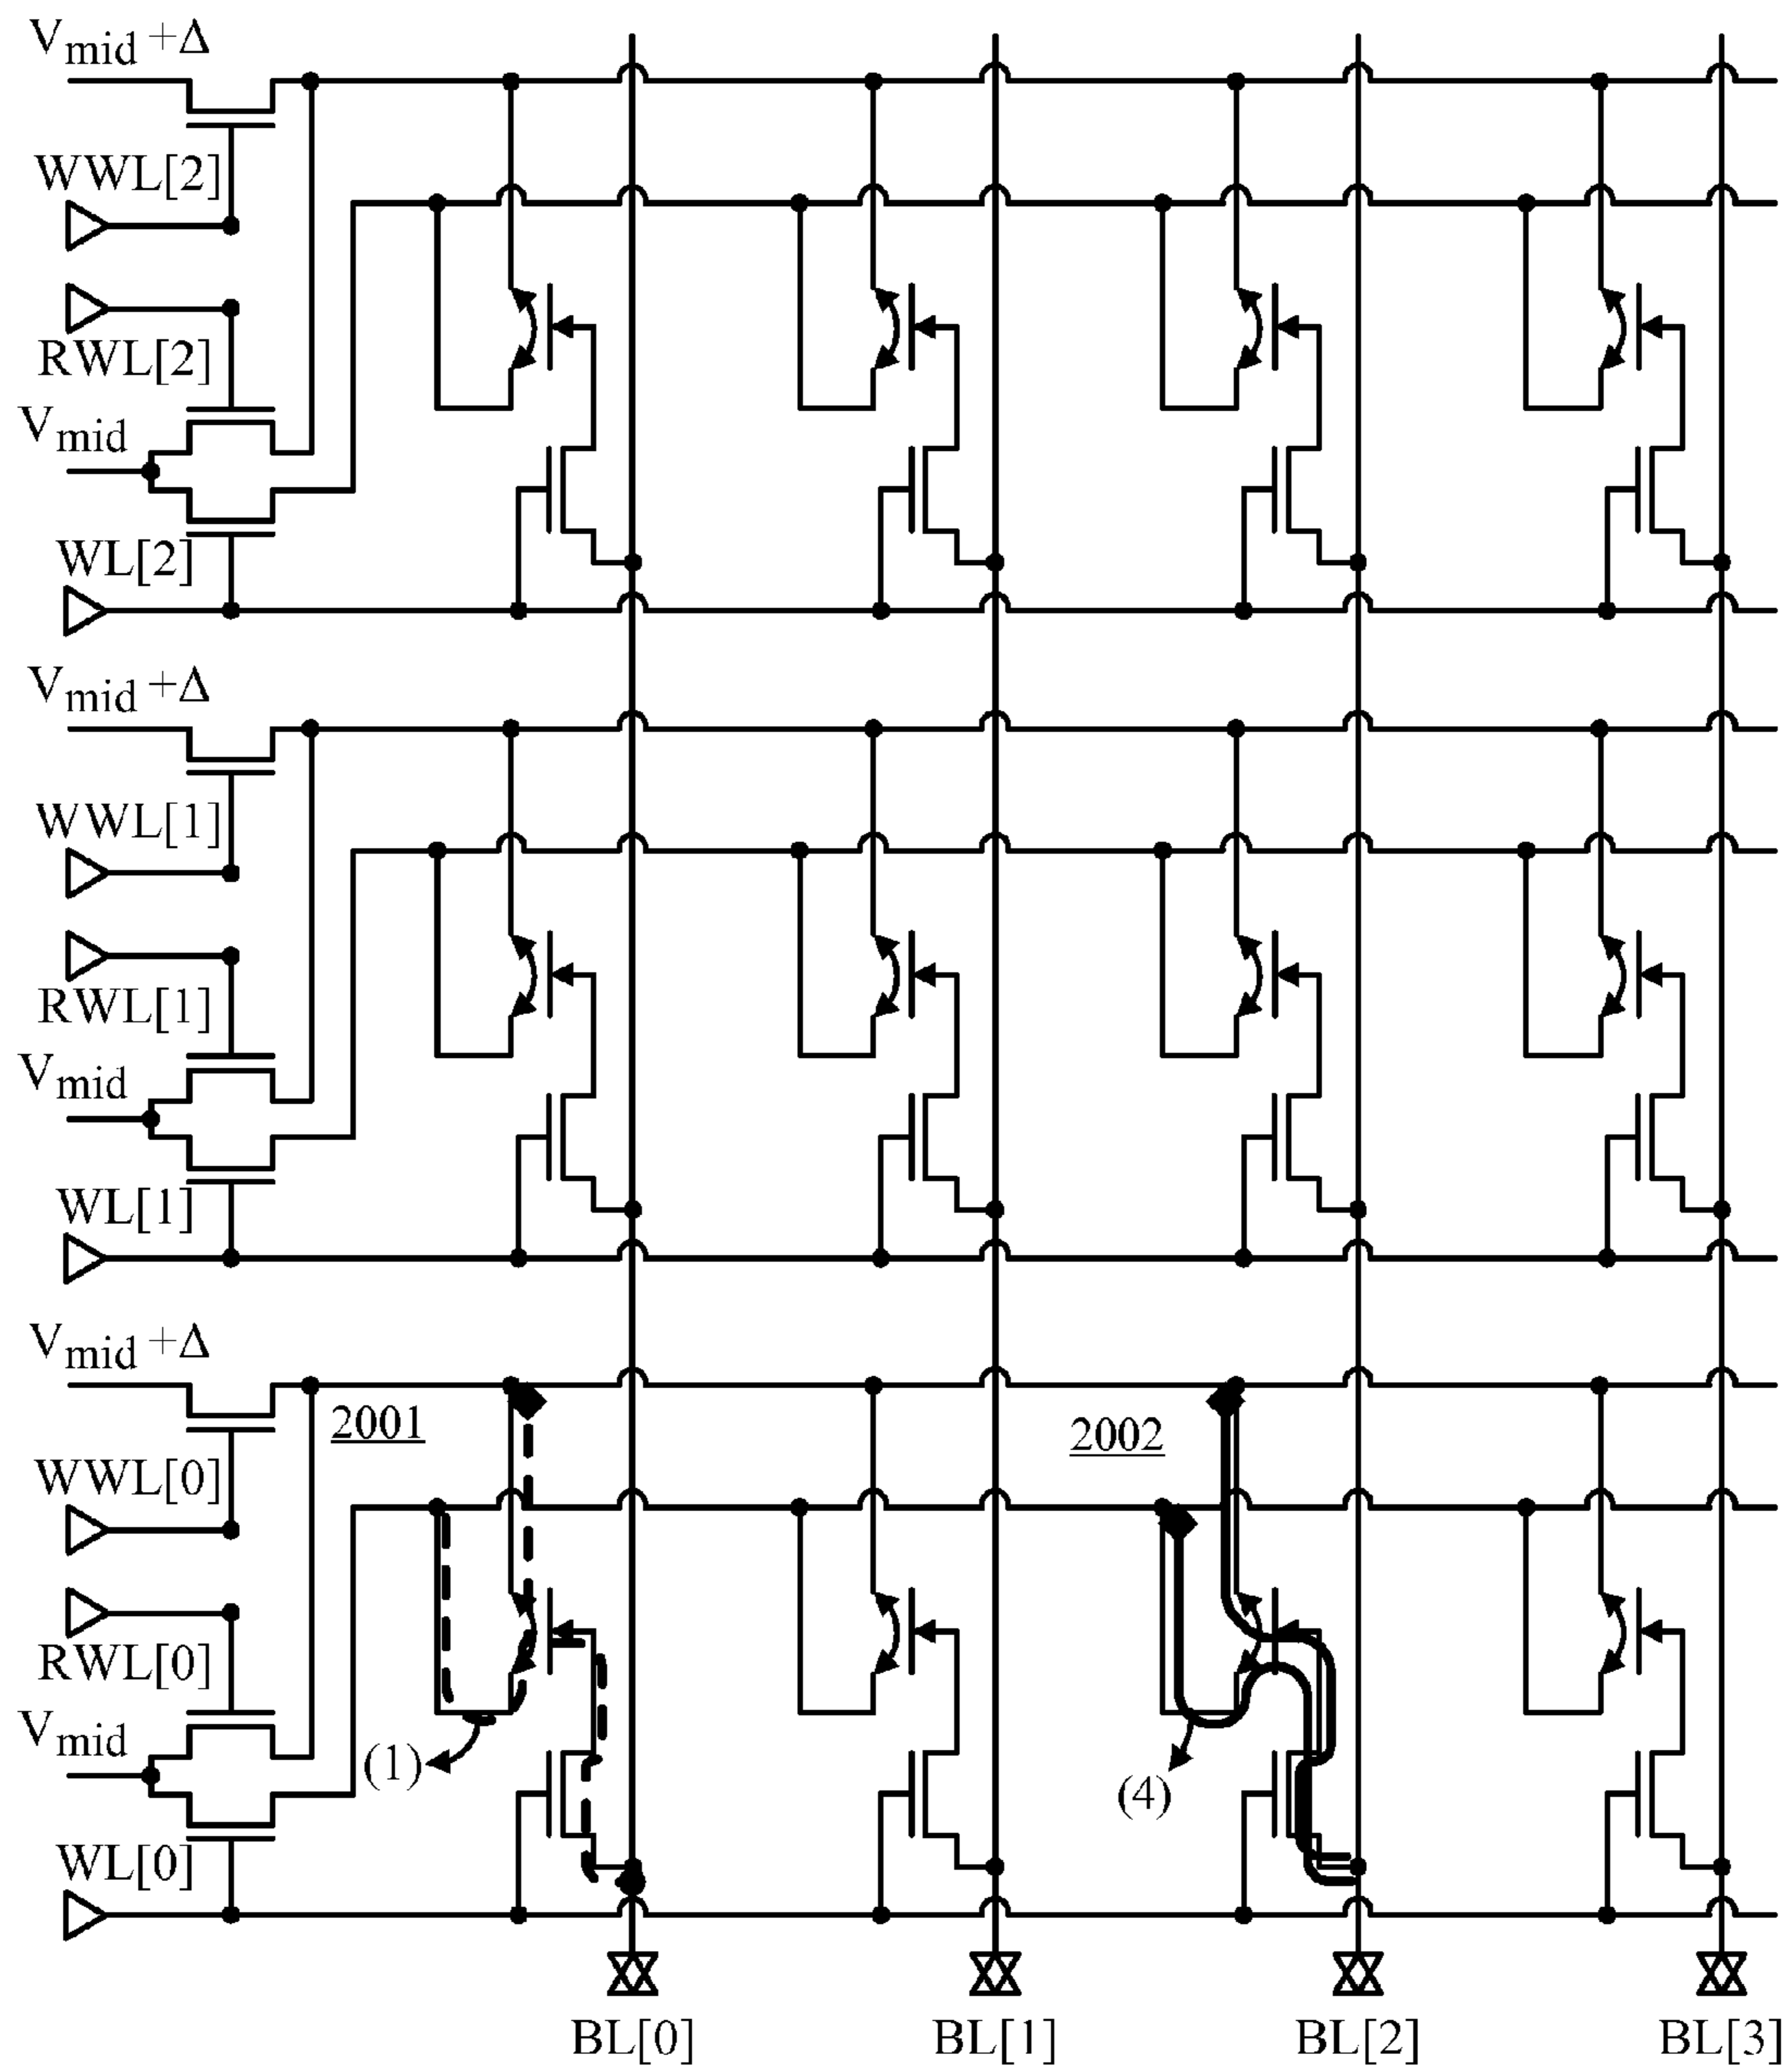 Vmid +Δ
WWL[2]
RWL[2]
Vmid
WL[2]
Vmid +Δ
WWL[1]
RWL[1]
Vmid
WL[1]
Vmid +Δ
2001
2002
WWL[0]
RWL[0]
Vmid
(1)
(4)
WL[0]
BL[0] BL[1] BL[2] BL[3]